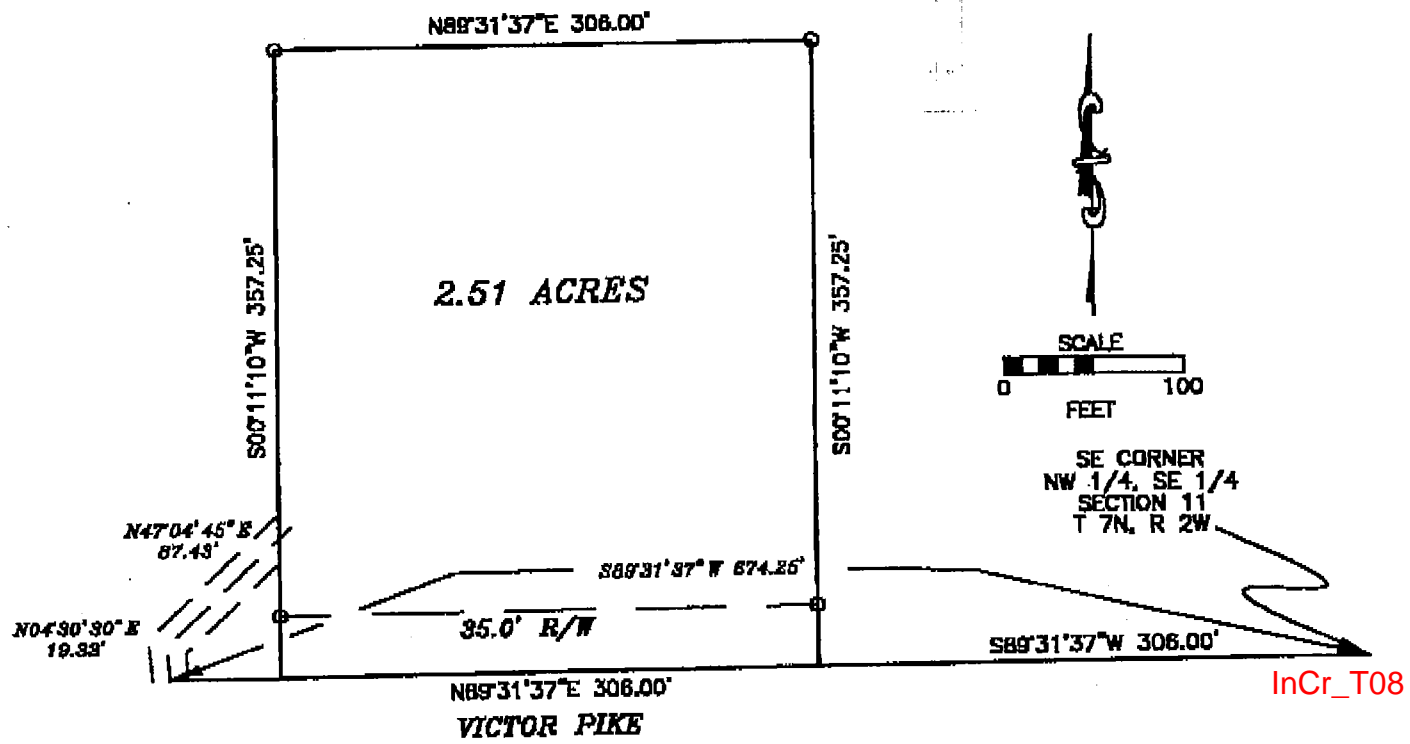 N89°31'37"E 306.00'
S00°11'10"W 357.25'
2.51 ACRES
S00°11'10"W 357.25'
SCALE
0 100
FEET
SE CORNER
NW 1/4, SE 1/4
SECTION 11
T 7N, R 2W
N47°04'45"E
87.43'
S89°31'37"W 674.25'
N04°30'30"E
19.33'
35.0' R/W
S89°31'37"W 306.00'
N89°31'37"E 306.00'
InCr_T08
VICTOR PIKE